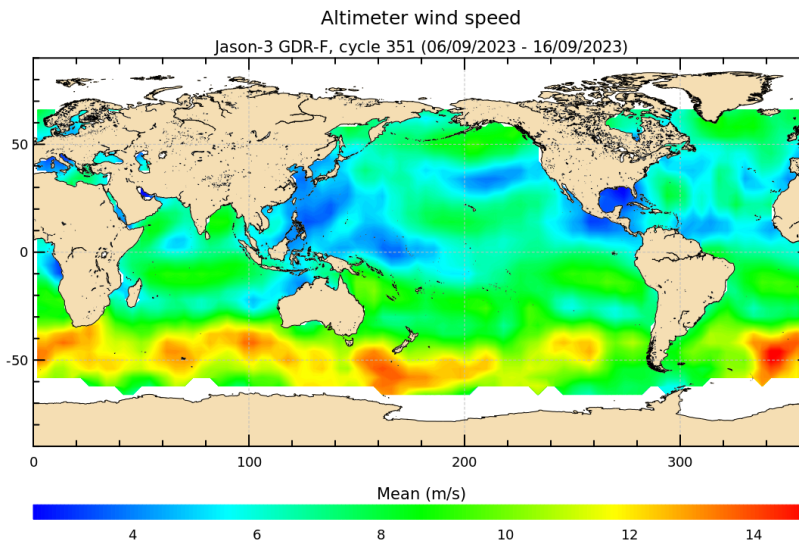 Altimeter wind speed
Jason-3 GDR-F, cycle 351 (06/09/2023 - 16/09/2023)
50
0
-50
0 100 200 300
Mean (m/s)
4 6 8 10 12 14